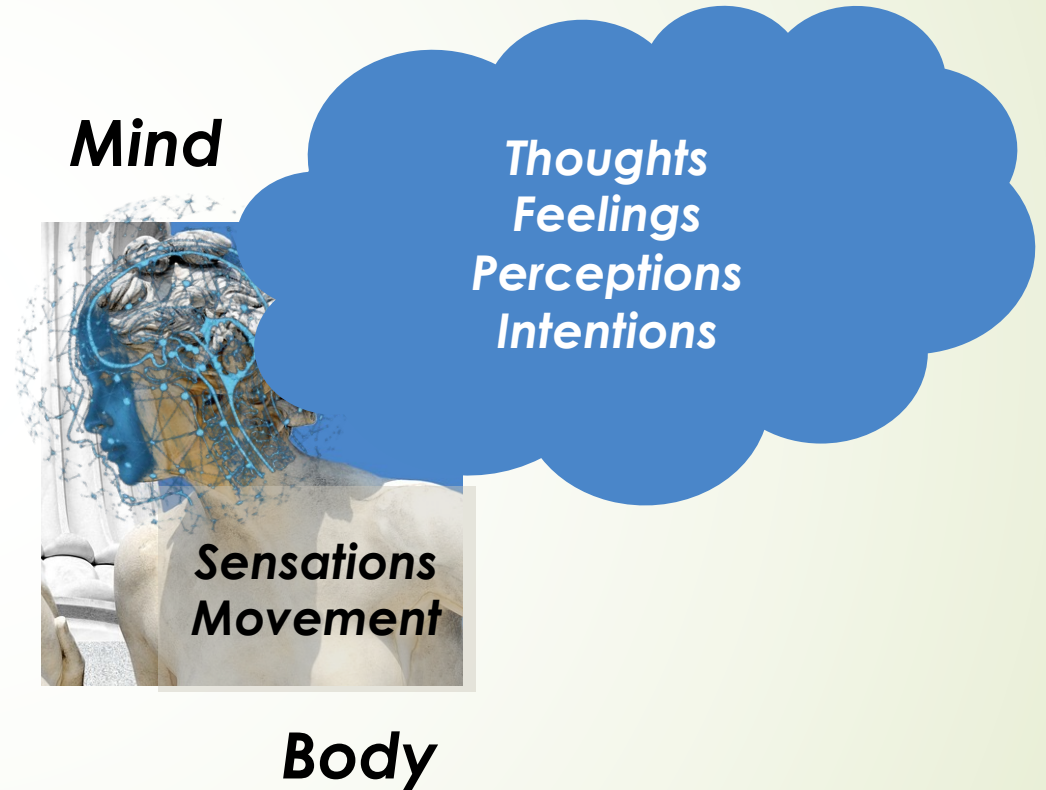 Mind
Thoughts
Feelings
Perceptions
Intentions
Sensations
Movement
Body